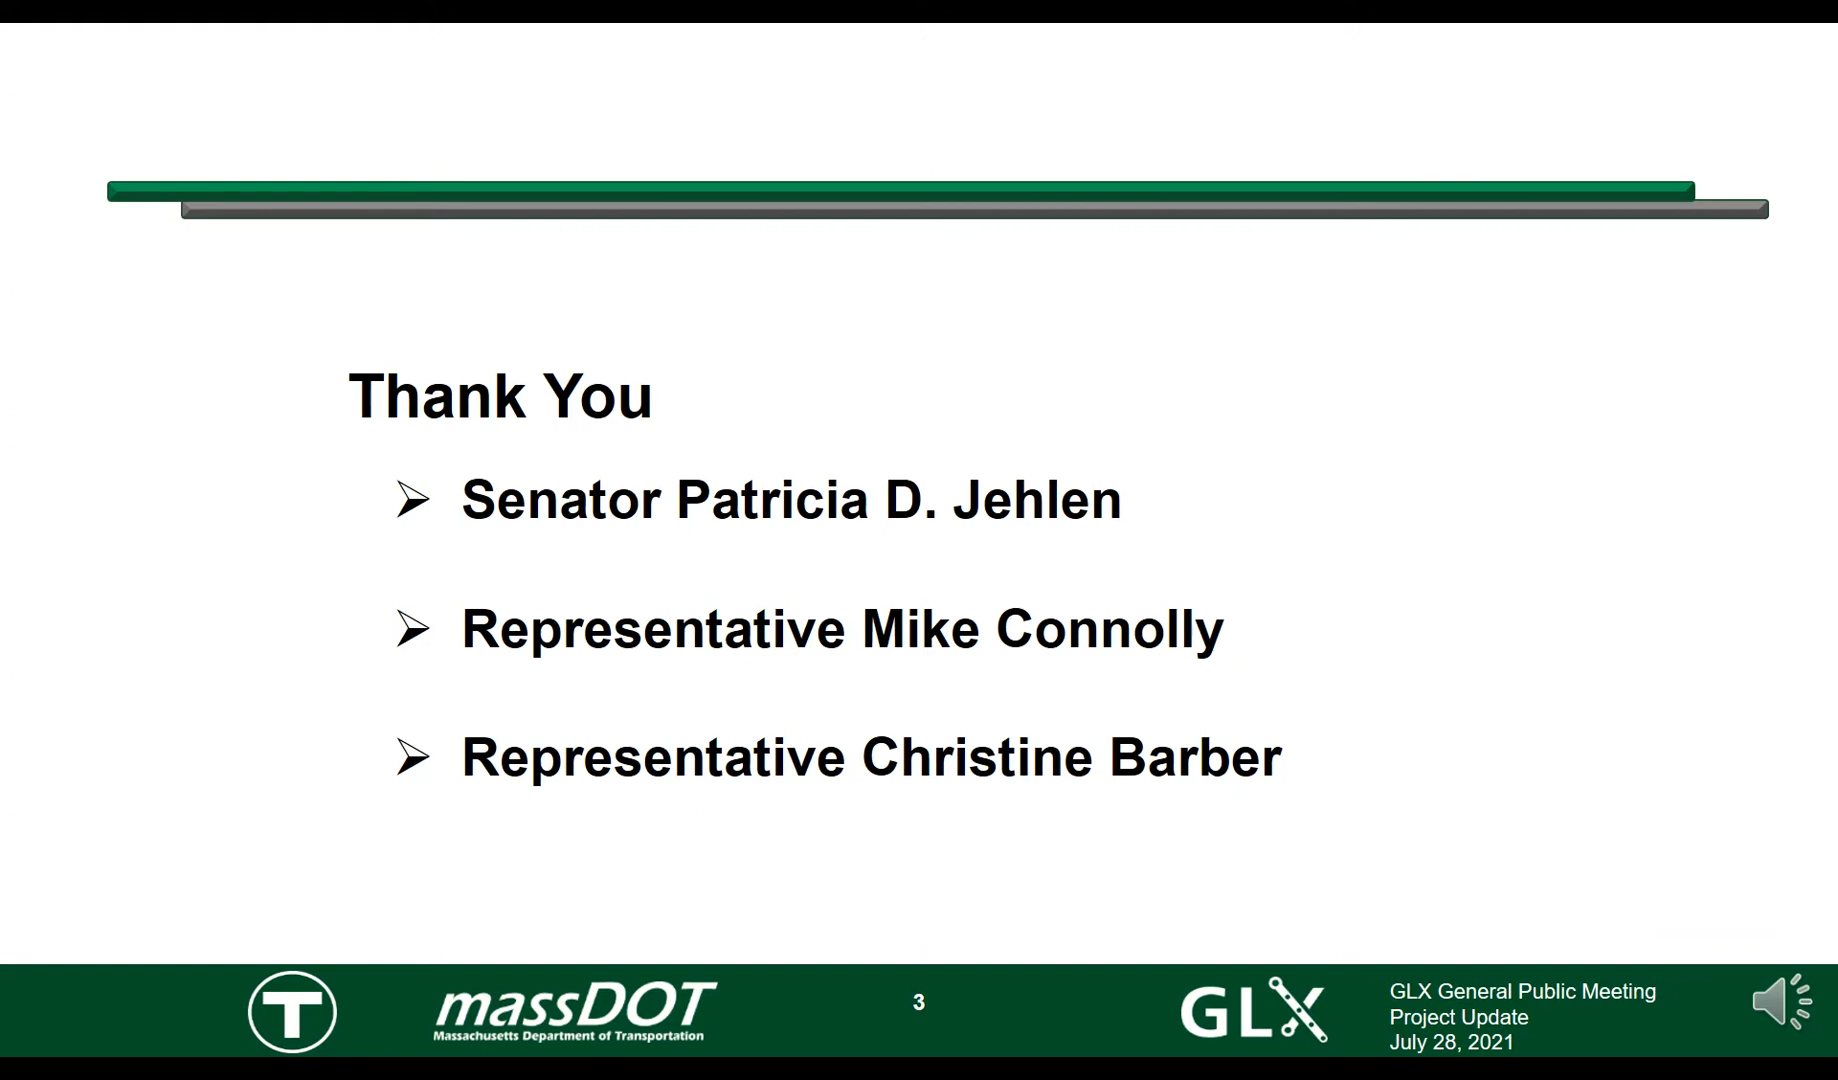 Thank You
Senator Patricia D. Jehlen
Representative Mike Connolly
Representative Christine Barber
T
massDOT
Massachusetts Department of Transportation
3
GLX
GLX General Public Meeting
Project Update
July 28, 2021